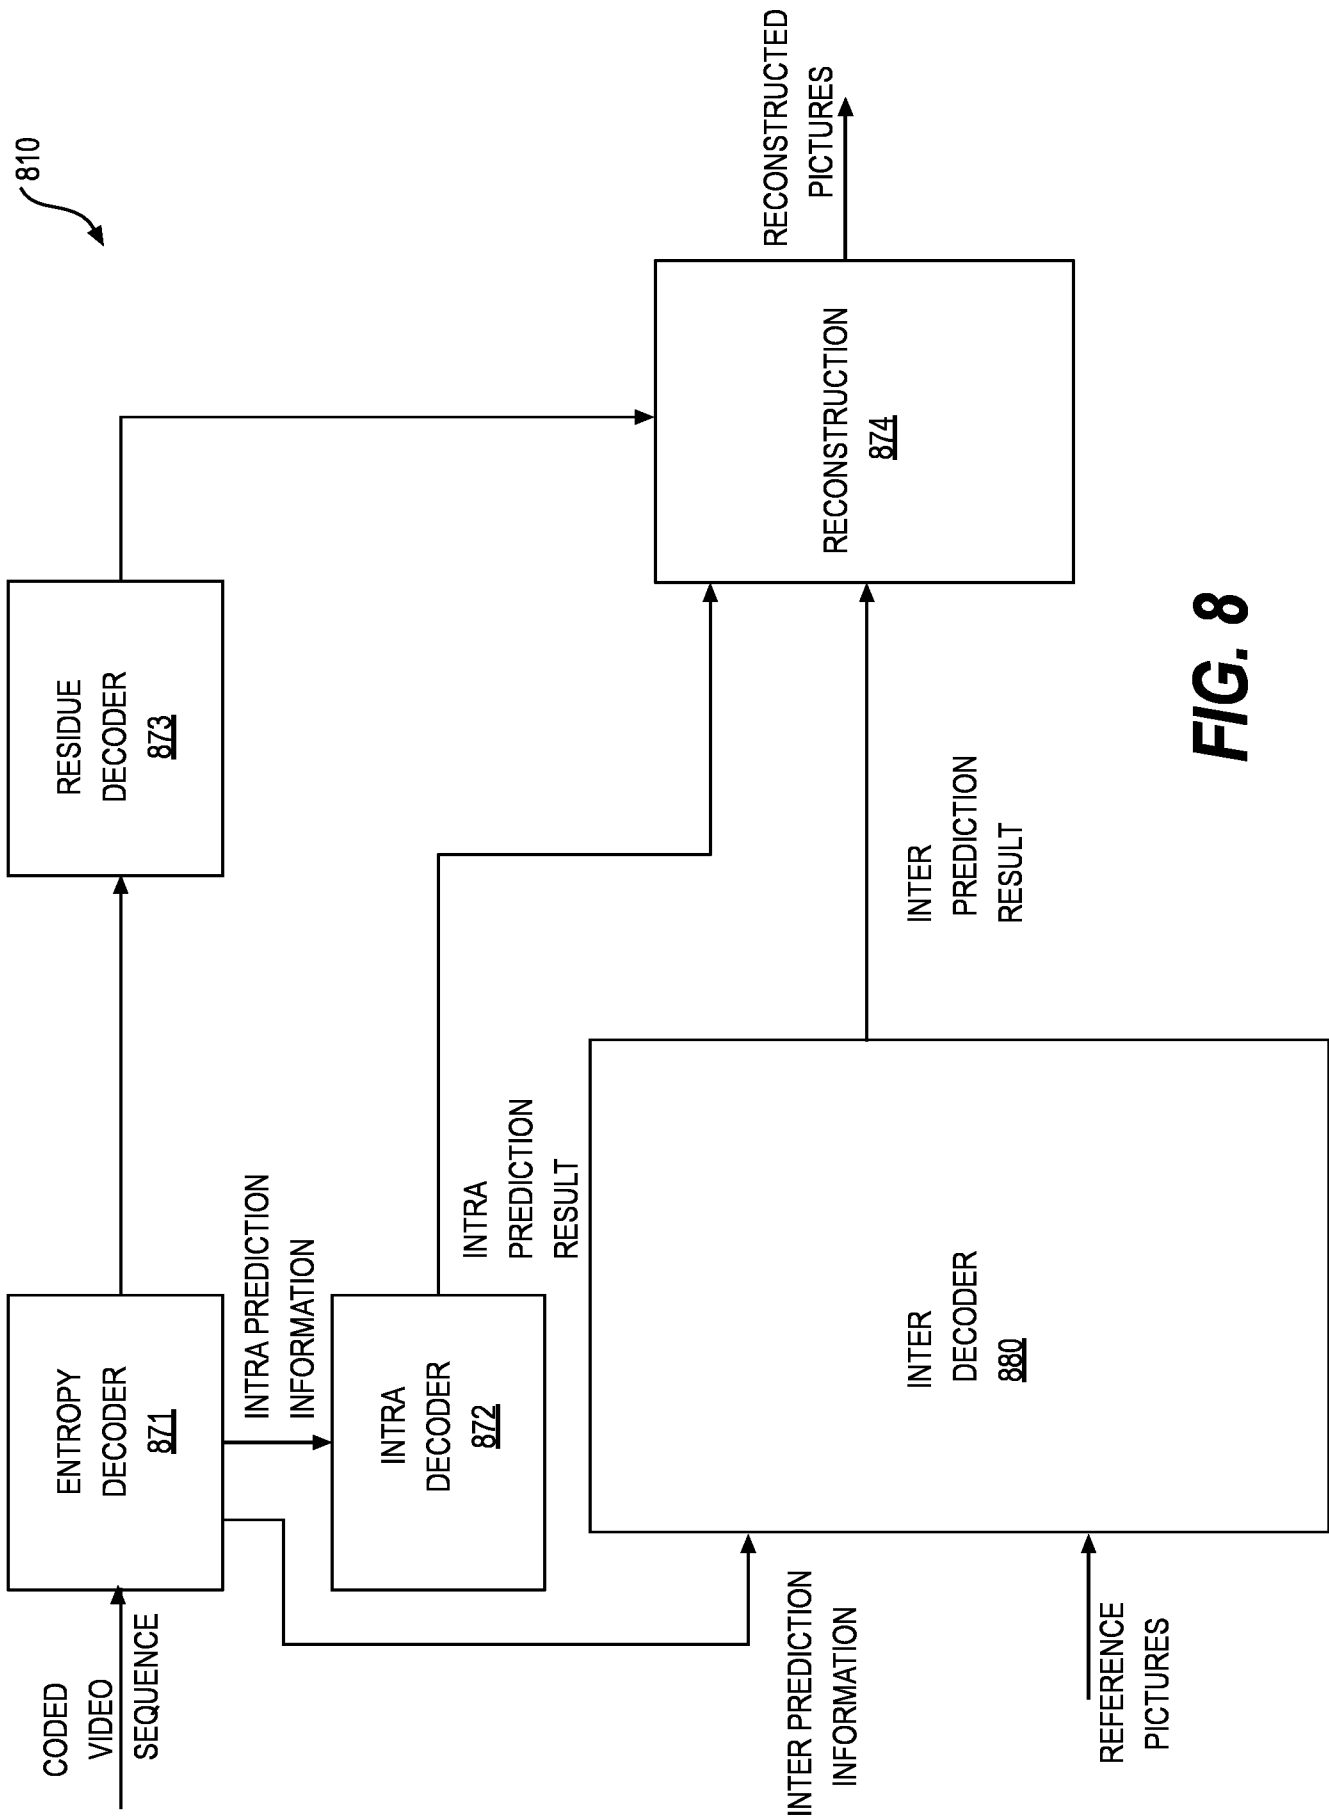 810
CODED
VIDEO
SEQUENCE
ENTROPY
DECODER
871
RESIDUE
DECODER
873
INTRA PREDICTION
INFORMATION
INTRA
DECODER
872
INTRA
PREDICTION
RESULT
RECONSTRUCTION
874
RECONSTRUCTED
PICTURES
INTER PREDICTION
INFORMATION
INTER
DECODER
880
INTER
PREDICTION
RESULT
REFERENCE
PICTURES
FIG. 8